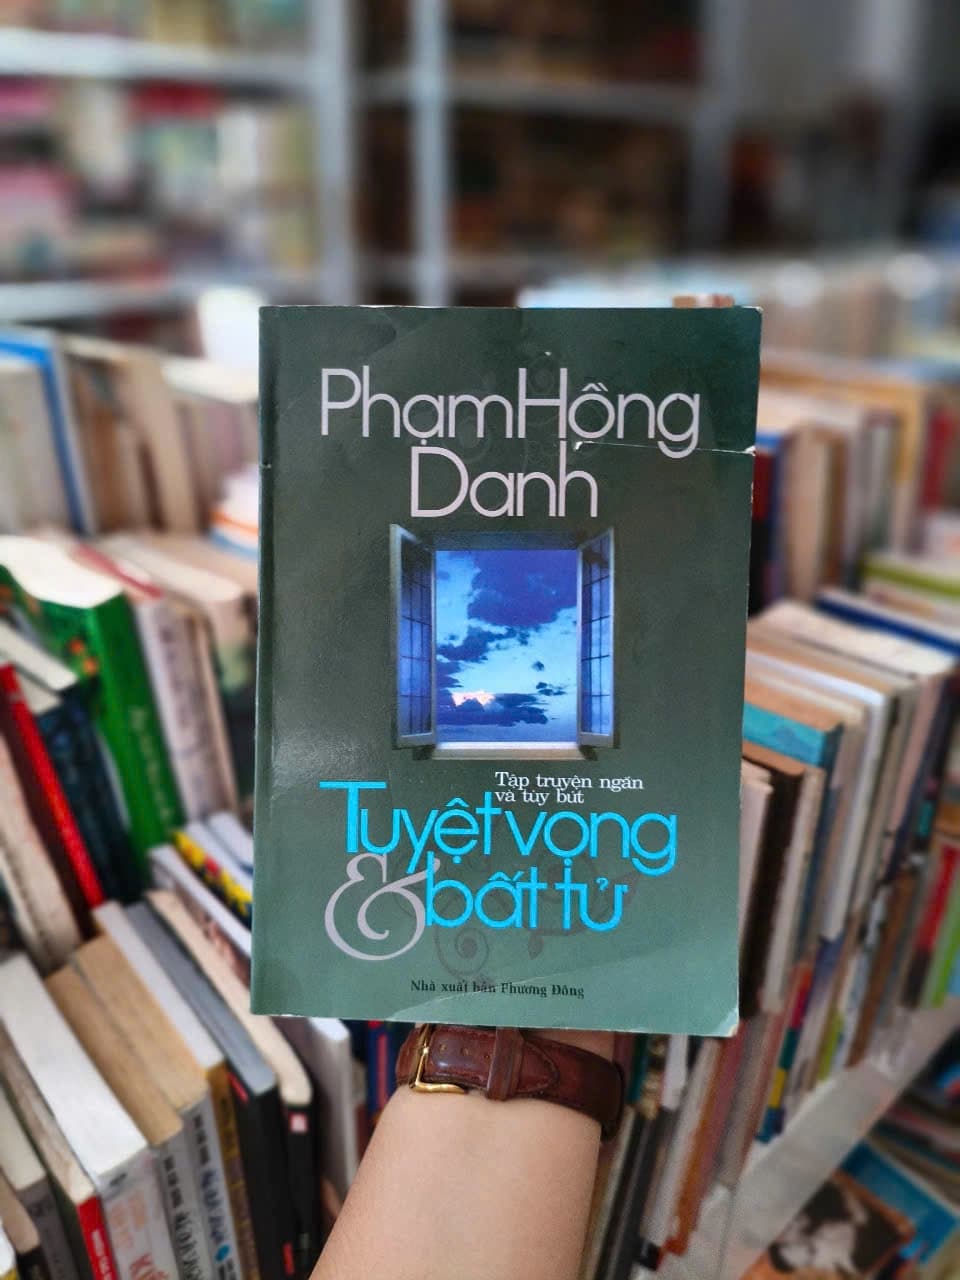 Phạm Hồng
Danh
Tập truyện ngắn
và tùy bút
Tuyệt vọng
& bất tử
Nhà xuất bản Phương Đông